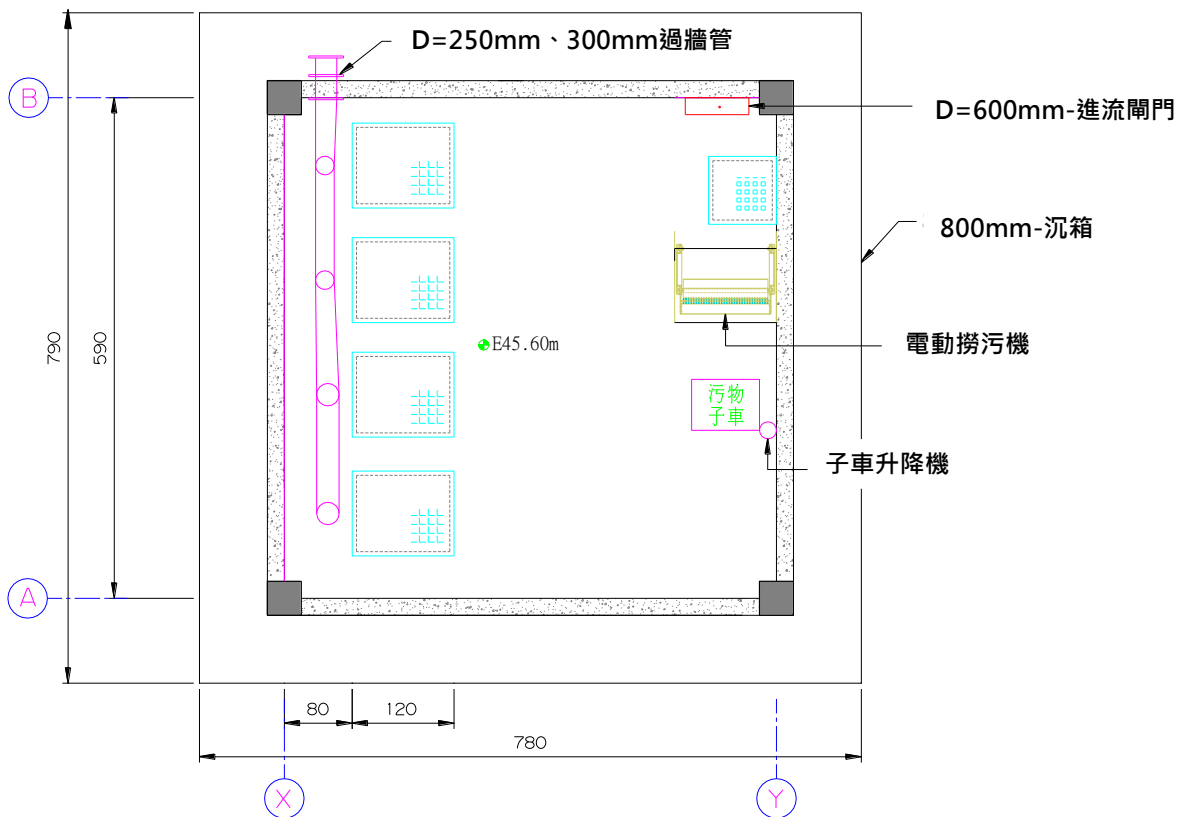 D=250mm、300mm過牆管
B
D=600mm-進流閘門
800mm-沉箱
790
590
E45.60m
電動撈污機
污物
子車
子車升降機
A
80
120
780
X
Y